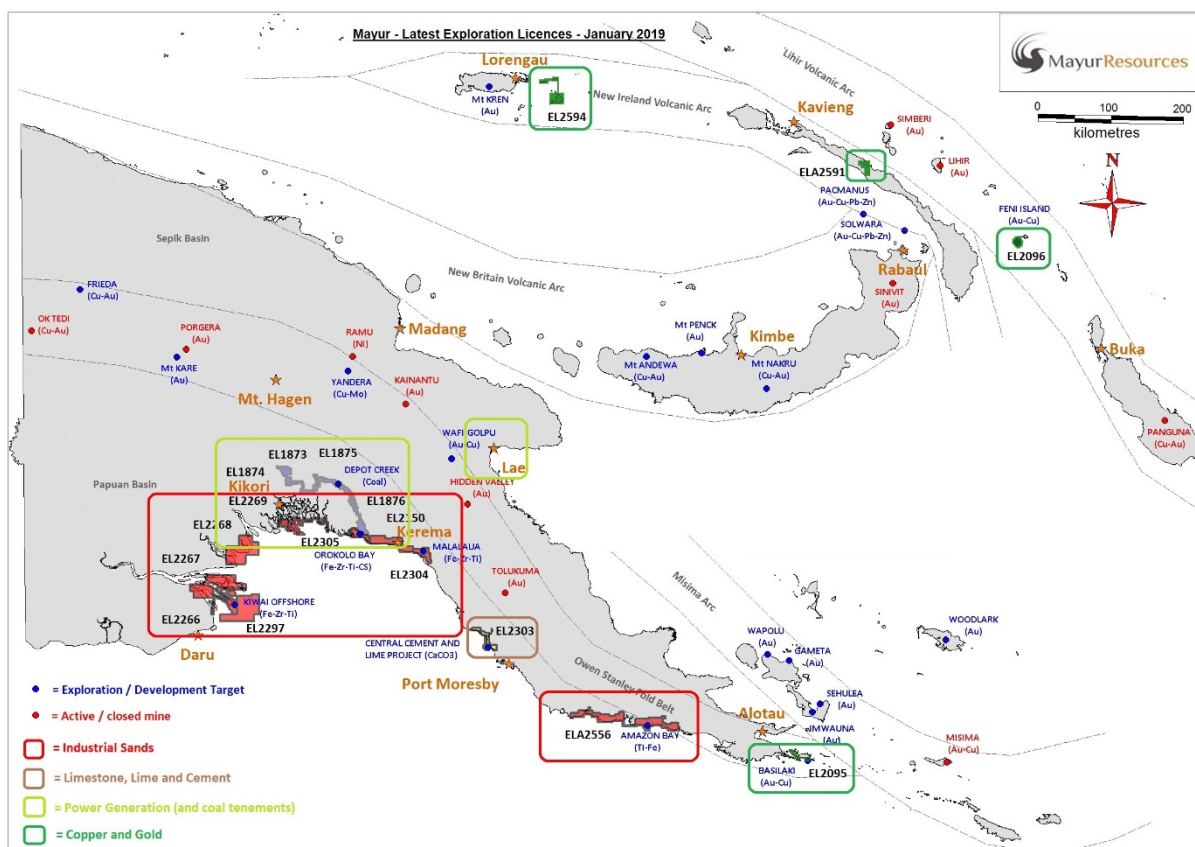 Mayur - Latest Exploration Licences - January 2019
MayurResources
0 100 200
kilometres
N
Lihir Volcanic Arc
Lorengau
Mt KREN
(Au)
EL2594
New Ireland Volcanic Arc
Kavieng
SIMBERI
(Au)
LIHIR
(Au)
ELA2591
PACMANUS
(Au-Cu-Pb-Zn)
SOLWARA
(Au-Cu-Pb-Zn)
FENI ISLAND
(Au-Cu)
EL2096
Rabaul
SINIVIT
(Au)
Sepik Basin
New Britain Volcanic Arc
FRIEDA
(Cu-Au)
OK TEDI
(Cu-Au)
PORGERA
(Au)
Mt KARE
(Au)
RAMU
(Ni)
YANDERA
(Cu-Mo)
Madang
Mt. Hagen
KAINANTU
(Au)
Mt PENCK
(Au)
Kimbe
Mt ANDEWA
(Cu-Au)
Mt NAKRU
(Cu-Au)
Buka
PANGUNA
(Cu-Au)
WAFI GOLPU
(Au-Cu)
Lae
HIDDEN VALLEY
(Au)
EL1873
EL1875
EL1874
DEPOT CREEK
(Coal)
Papuan Basin
Kikori
EL2269
EL1876
EL2150
EL2268
EL2305
Kerema
EL2267
OROKOLO BAY
(Fe-Zr-Ti-CS)
MALALAUA
(Fe-Zr-Ti)
EL2304
TOLUKUMA
(Au)
KIWAI OFFSHORE
(Fe-Zr-Ti)
EL2266
EL2297
Daru
EL2303
CENTRAL CEMENT AND
LIME PROJECT (CaCO3)
Port Moresby
Misima Arc
Owen Stanley Fold Belt
WAPOLU
(Au)
GAMETA
(Au)
WOODLARK
(Au)
SEHULEA
(Au)
IMWAUNA
(Au)
Alotau
ELA2556
AMAZON BAY
(Ti-Fe)
BASILAKI
(Au-Cu)
EL2095
MISIMA
(Au-Cu)
= Exploration / Development Target
= Active / closed mine
= Industrial Sands
= Limestone, Lime and Cement
= Power Generation (and coal tenements)
= Copper and Gold